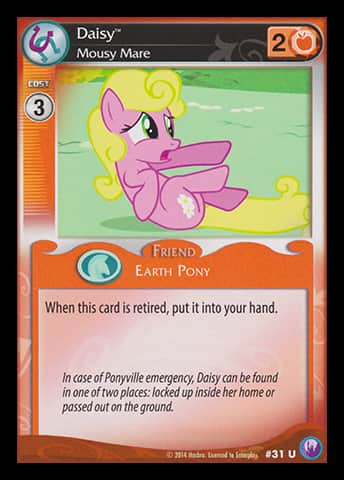 Daisy™
Mousy Mare
2
COST
3
FRIEND
EARTH PONY
When this card is retired, put it into your hand.
In case of Ponyville emergency, Daisy can be found
in one of two places: locked up inside her home or
passed out on the ground.
© 2014 Hasbro. Licensed to Enterplay.
#31 U